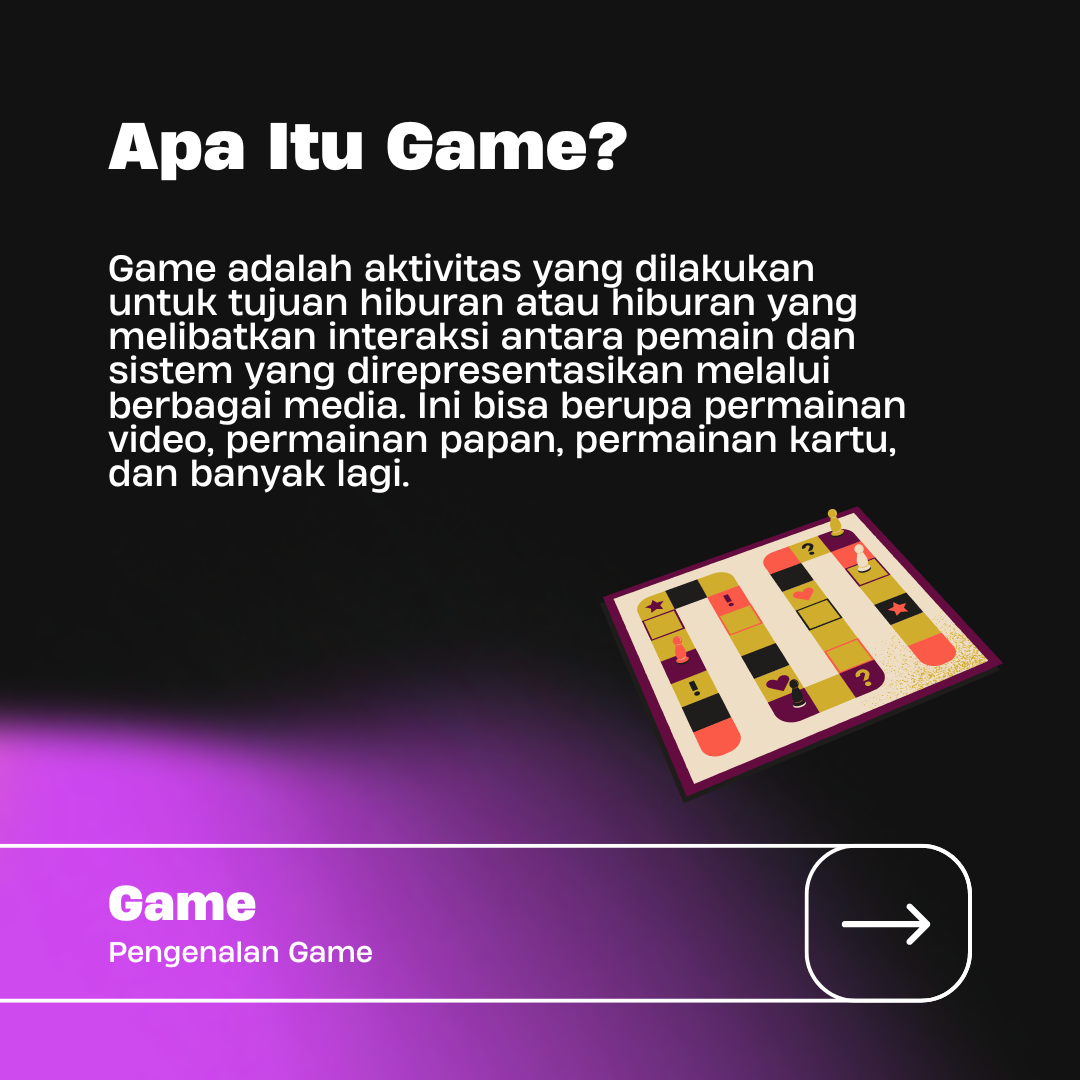 Apa Itu Game?
Game adalah aktivitas yang dilakukan
untuk tujuan hiburan atau hiburan yang
melibatkan interaksi antara pemain dan
sistem yang direpresentasikan melalui
berbagai media. Ini bisa berupa permainan
video, permainan papan, permainan kartu,
dan banyak lagi.
?
!
!
?
Game
Pengenalan Game